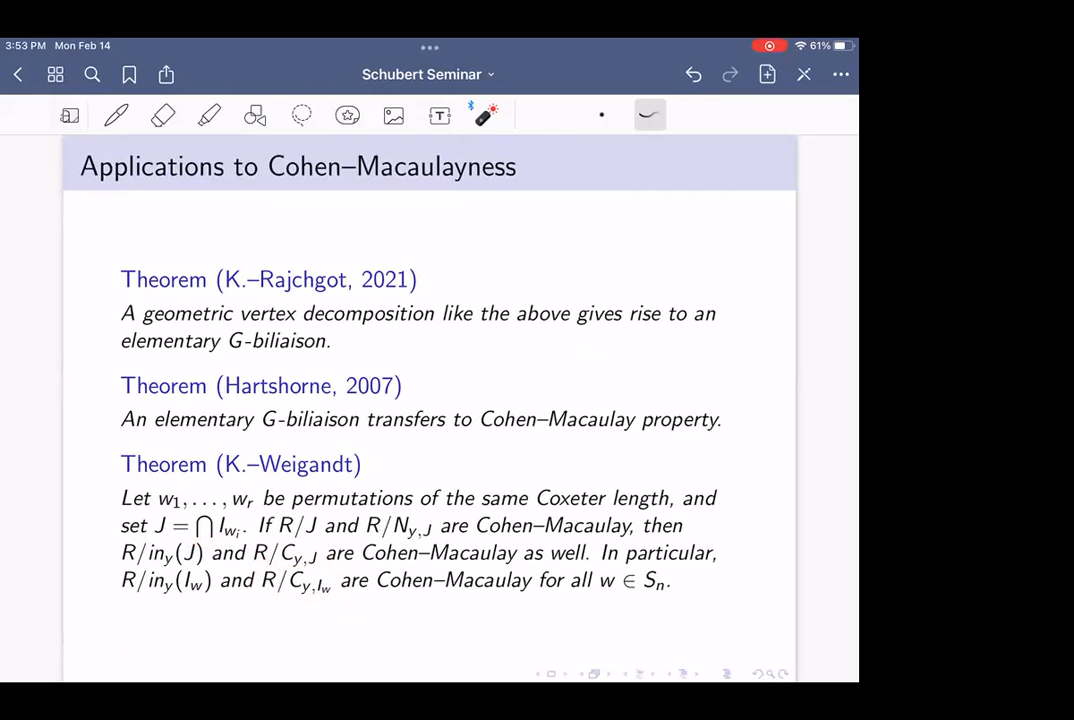 3:53 PM Mon Feb 14
61%
Schubert Seminar
T
Applications to Cohen–Macaulayness
Theorem (K.–Rajchgot, 2021)
A geometric vertex decomposition like the above gives rise to an
elementary G-biliaison.
Theorem (Hartshorne, 2007)
An elementary G-biliaison transfers to Cohen–Macaulay property.
Theorem (K.–Weigandt)
Let w₁, . . . , wᵣ be permutations of the same Coxeter length, and
set J = ⋂ I_{w_i}. If R/J and R/N_{y,J} are Cohen–Macaulay, then
R/in_y(J) and R/C_{y,J} are Cohen–Macaulay as well. In particular,
R/in_y(I_w) and R/C_{y,I_w} are Cohen–Macaulay for all w ∈ S_n.